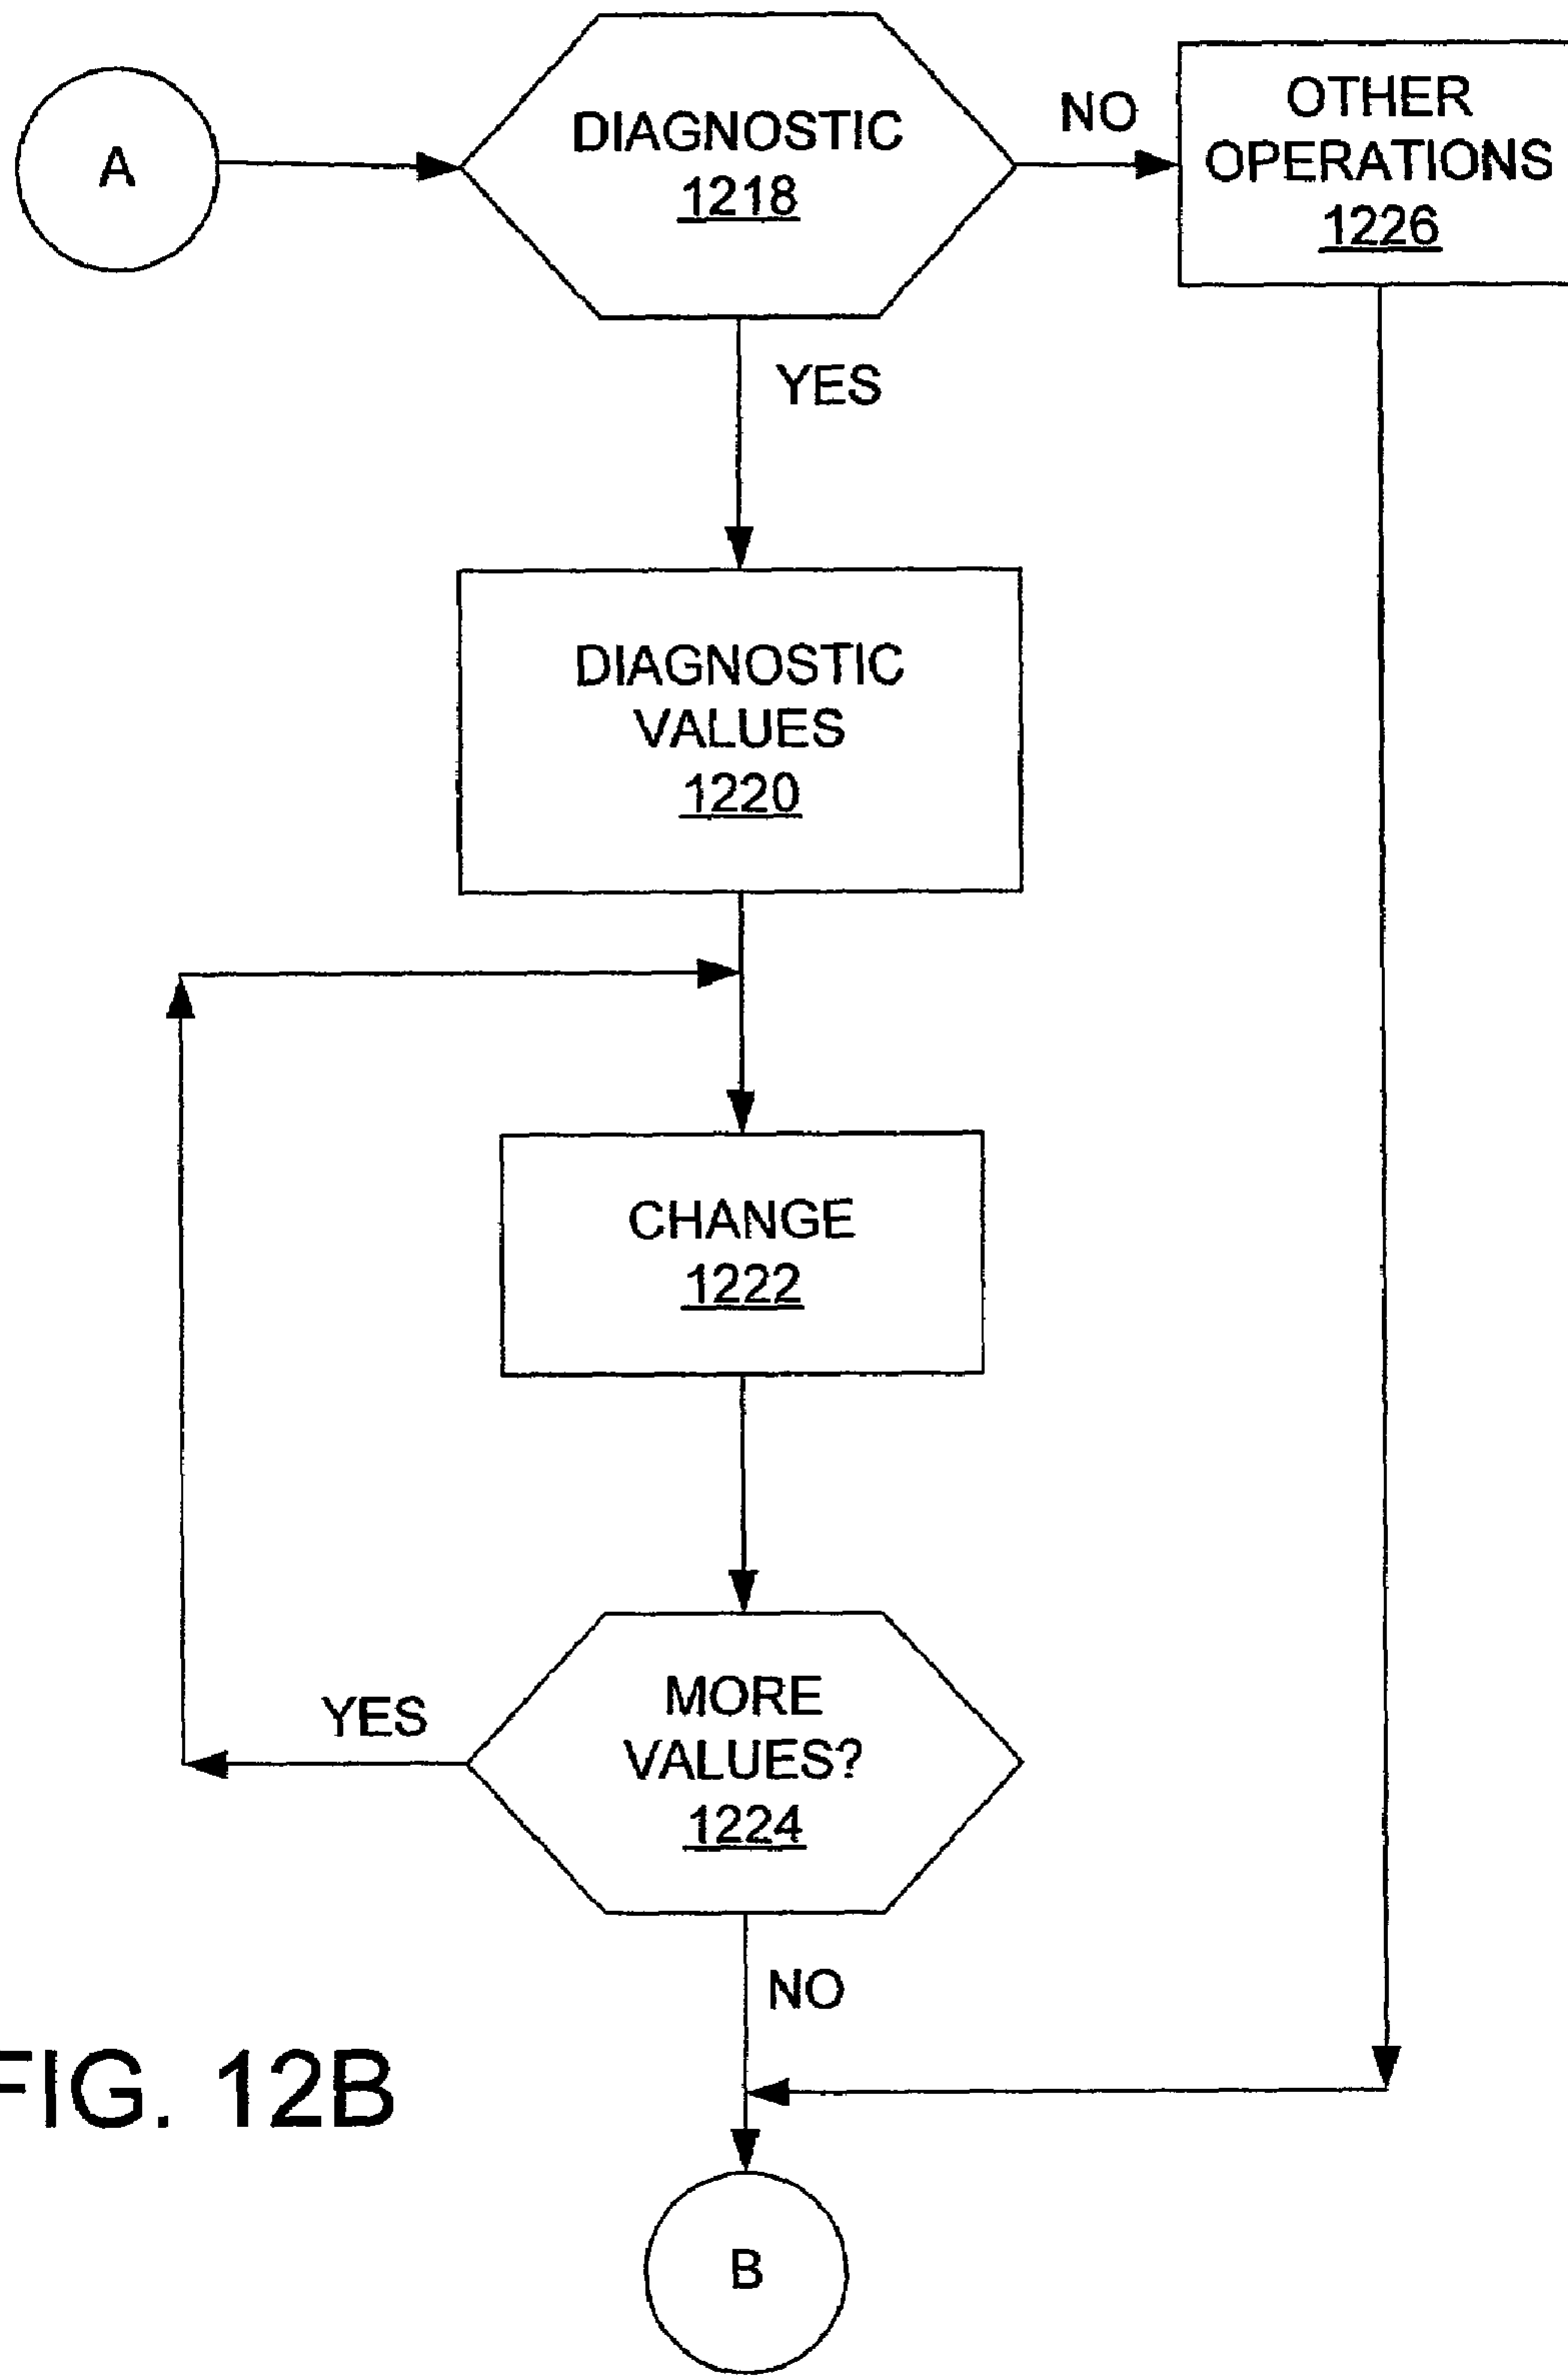 A
DIAGNOSTIC
1218
NO
OTHER
OPERATIONS
1226
YES
DIAGNOSTIC
VALUES
1220
CHANGE
1222
YES
MORE
VALUES?
1224
NO
FIG. 12B
B